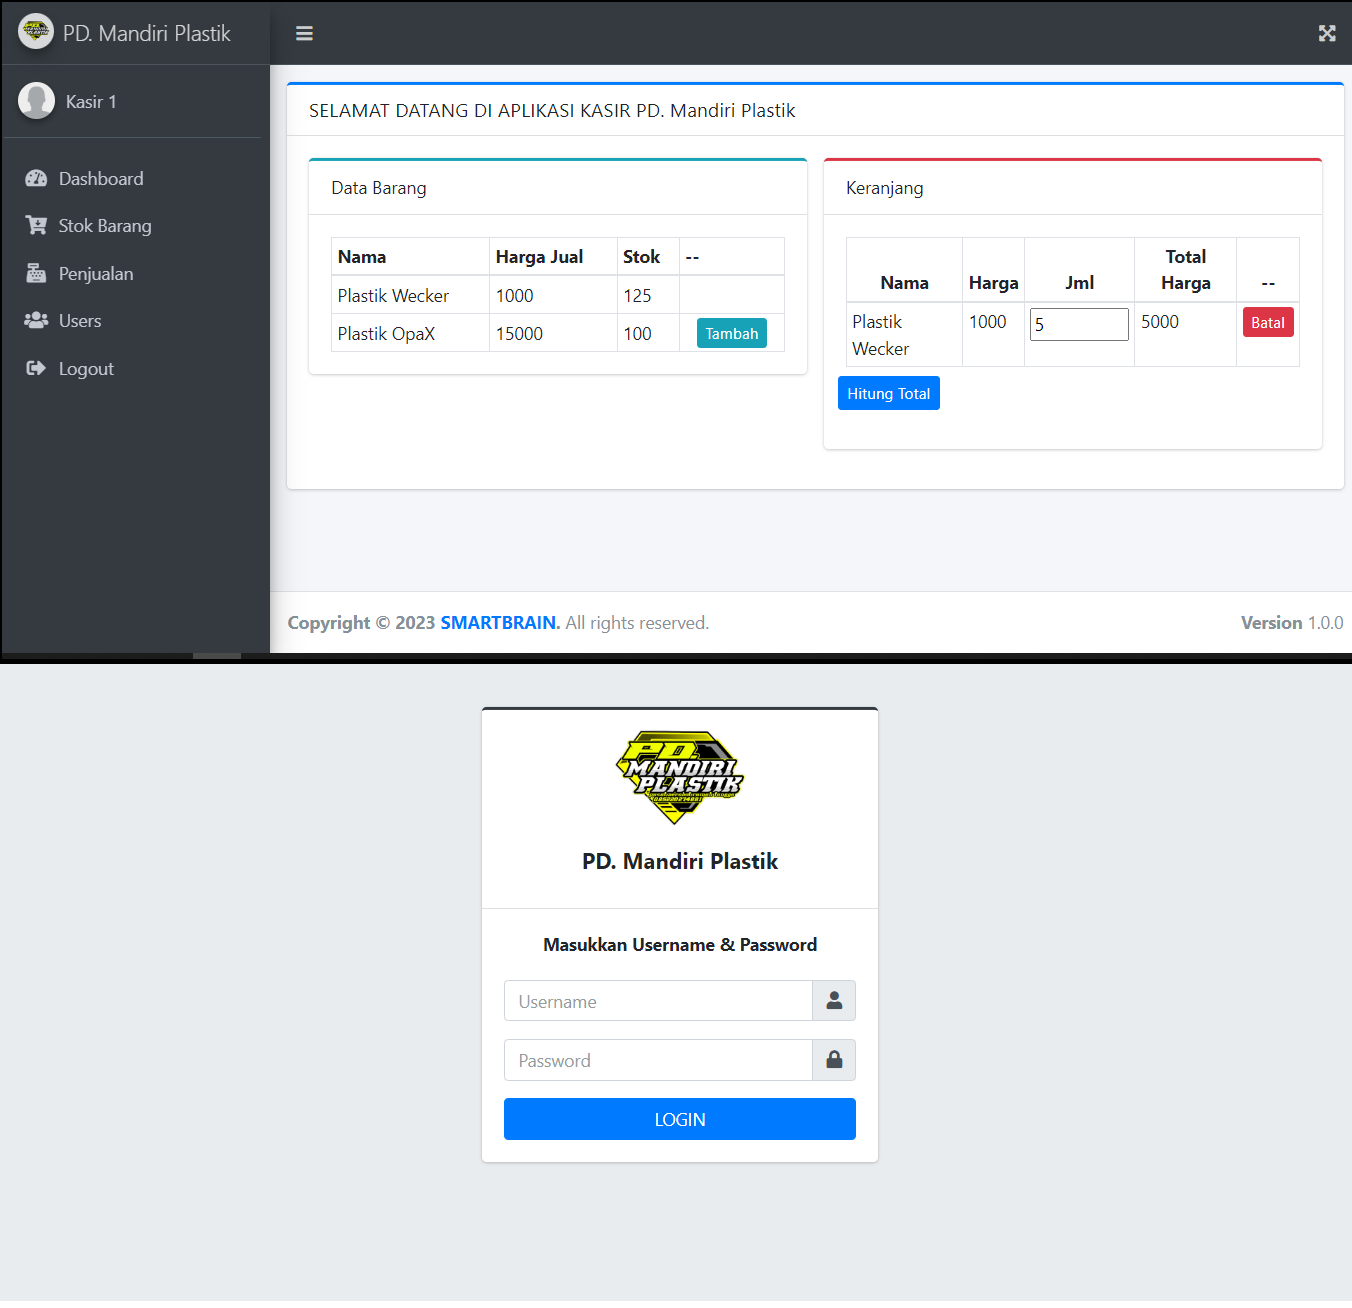 PD. Mandiri Plastik
Kasir 1
Dashboard
Stok Barang
Penjualan
Users
Logout
SELAMAT DATANG DI APLIKASI KASIR PD. Mandiri Plastik
Data Barang
Nama Harga Jual Stok --
Plastik Wecker 1000 125
Plastik OpaX 15000 100 Tambah
Keranjang
Nama Harga Jml Total Harga --
Plastik Wecker 1000 5 5000 Batal
Hitung Total
Copyright © 2023 SMARTBRAIN. All rights reserved.
Version 1.0.0
PD.
MANDIRI
PLASTIK
PD. Mandiri Plastik
Masukkan Username & Password
Username
Password
LOGIN